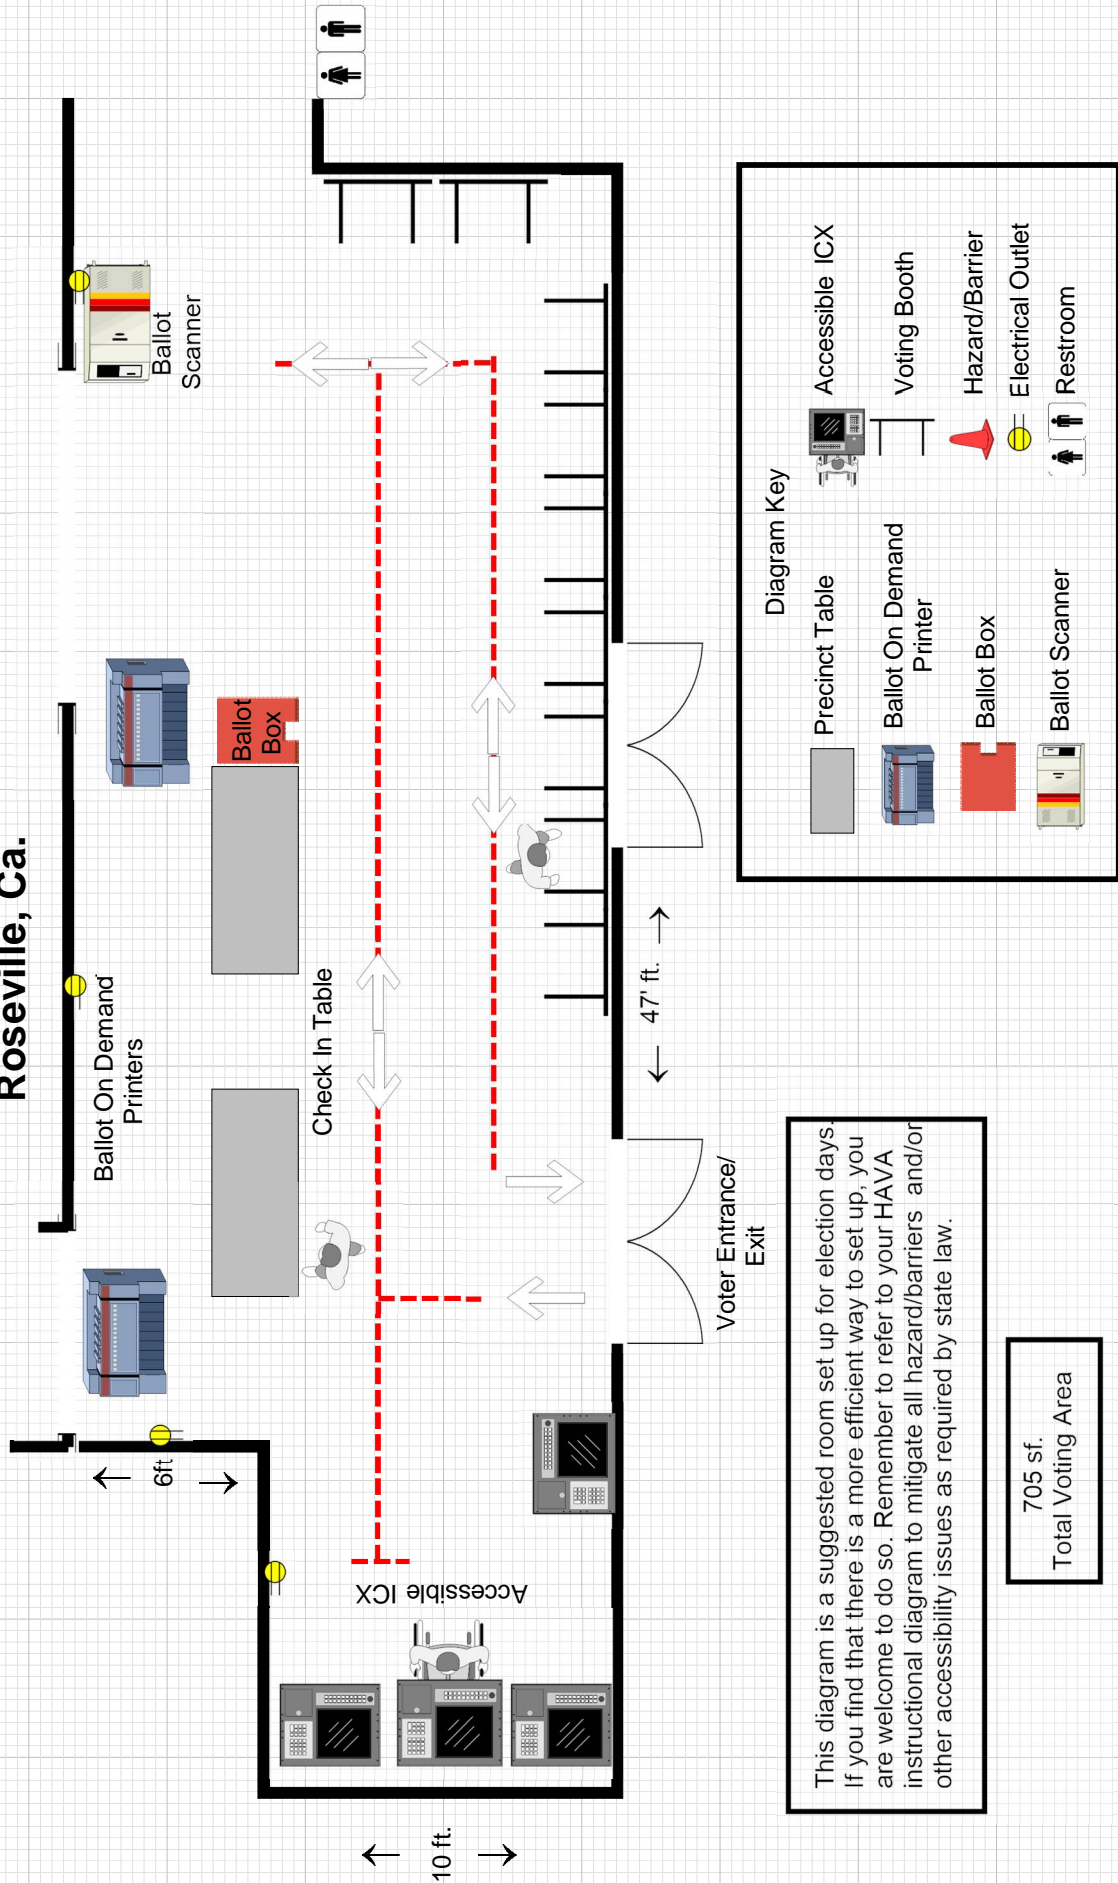 Roseville, Ca.
Ballot On Demand
Printers
Ballot
Scanner
Ballot
Box
6ft
Check In Table
Accessible ICX
10 ft.
47' ft.
Voter Entrance/
Exit
This diagram is a suggested room set up for election days.
If you find that there is a more efficient way to set up, you
are welcome to do so. Remember to refer to your HAVA
instructional diagram to mitigate all hazard/barriers and/or
other accessibility issues as required by state law.
705 sf.
Total Voting Area
Diagram Key
Precinct Table
Ballot On Demand
Printer
Ballot Box
Ballot Scanner
Accessible ICX
Voting Booth
Hazard/Barrier
Electrical Outlet
Restroom